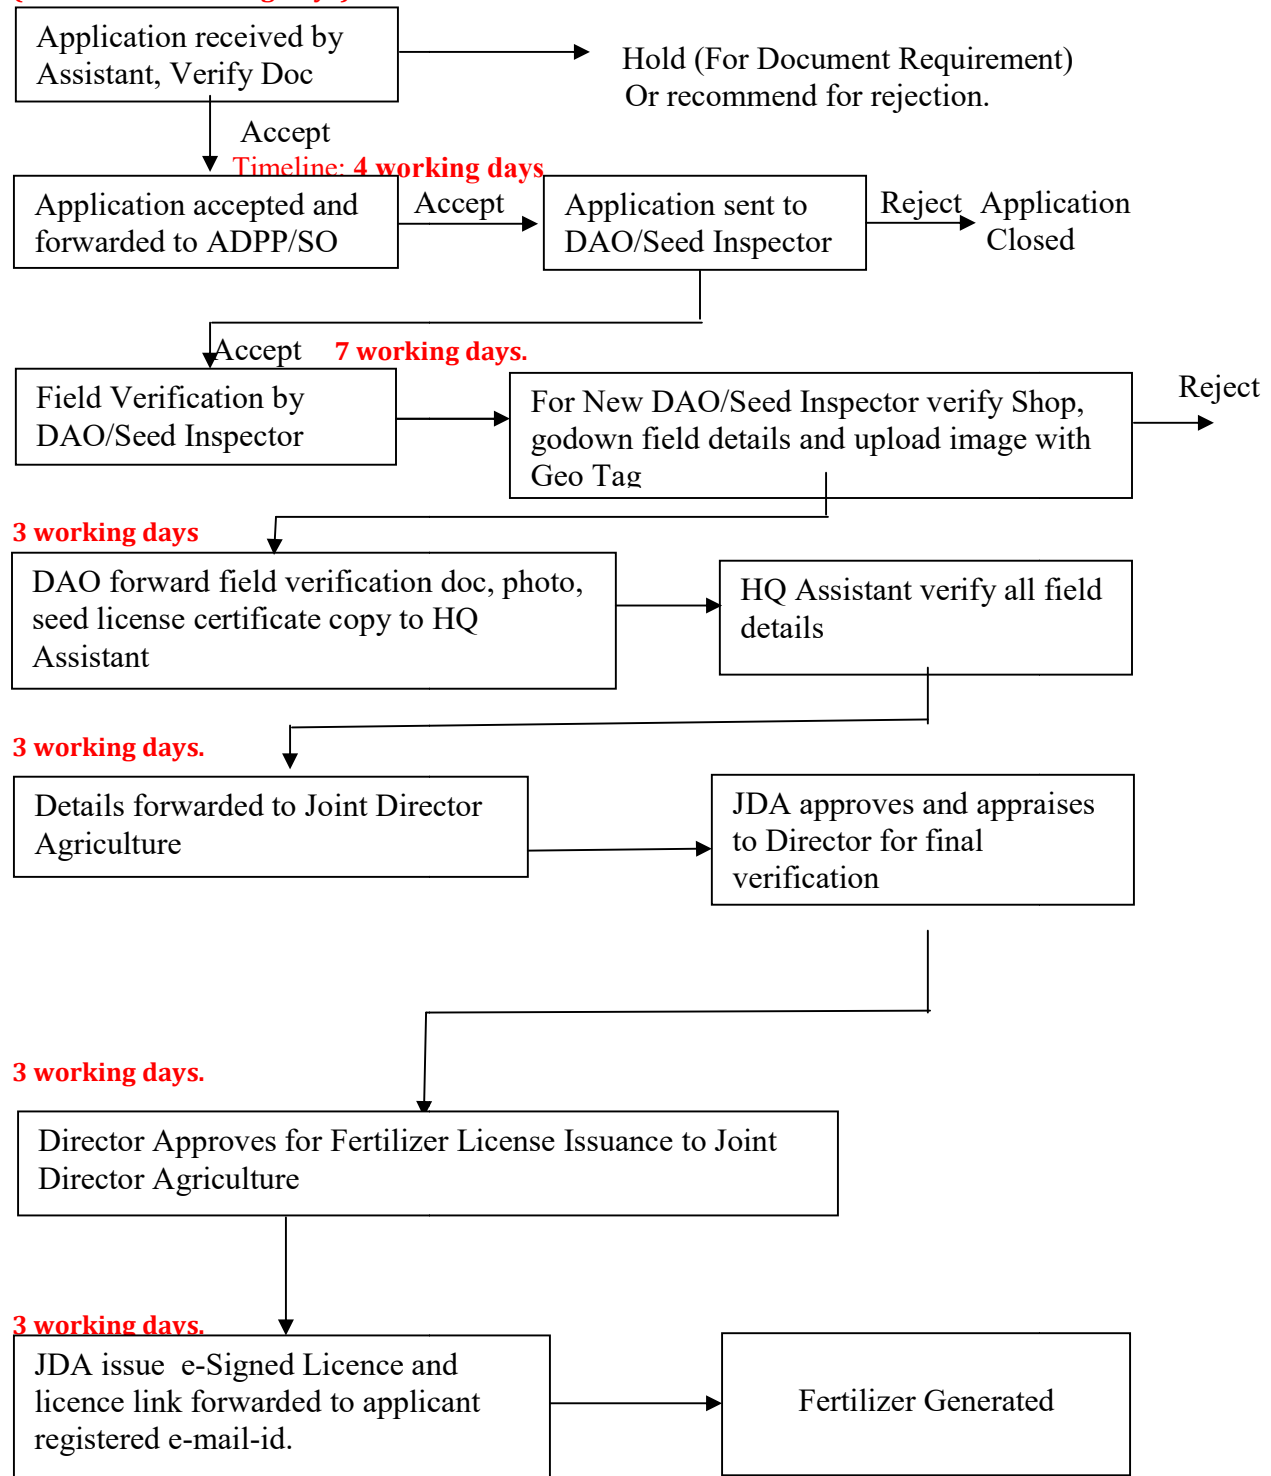 Application received by
Assistant, Verify Doc
Hold (For Document Requirement)
Or recommend for rejection.
Accept
Timeline: 4 working days
Application accepted and
forwarded to ADPP/SO
Accept
Application sent to
DAO/Seed Inspector
Reject
Application
Closed
Accept
7 working days.
Field Verification by
DAO/Seed Inspector
For New DAO/Seed Inspector verify Shop,
godown field details and upload image with
Geo Tag
Reject
3 working days
DAO forward field verification doc, photo,
seed license certificate copy to HQ
Assistant
HQ Assistant verify all field
details
3 working days.
Details forwarded to Joint Director
Agriculture
JDA approves and appraises
to Director for final
verification
3 working days.
Director Approves for Fertilizer License Issuance to Joint
Director Agriculture
3 working days.
JDA issue e-Signed Licence and
licence link forwarded to applicant
registered e-mail-id.
Fertilizer Generated